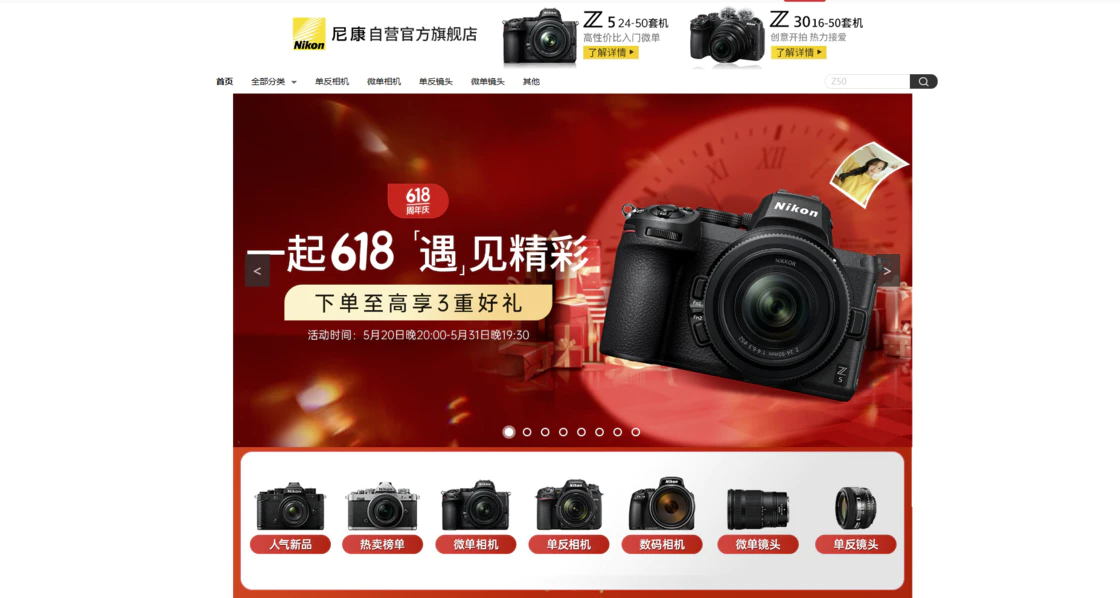 Nikon
尼康自营官方旗舰店
Z 5 24-50套机
高性价比入门微单
了解详情
Z 30 16-50套机
创意开拍 热力接爱
了解详情
首页 全部分类 单反相机 微单相机 单反镜头 微单镜头 其他
Z50
618
周年庆
一起618「遇」见精彩
下单至高享3重好礼
活动时间：5月20日晚20:00-5月31日晚19:30
<
>
XI XII
Nikon
NIKKOR
Fn1
Fn2
Z
5
人气新品 热卖榜单 微单相机 单反相机 数码相机 微单镜头 单反镜头